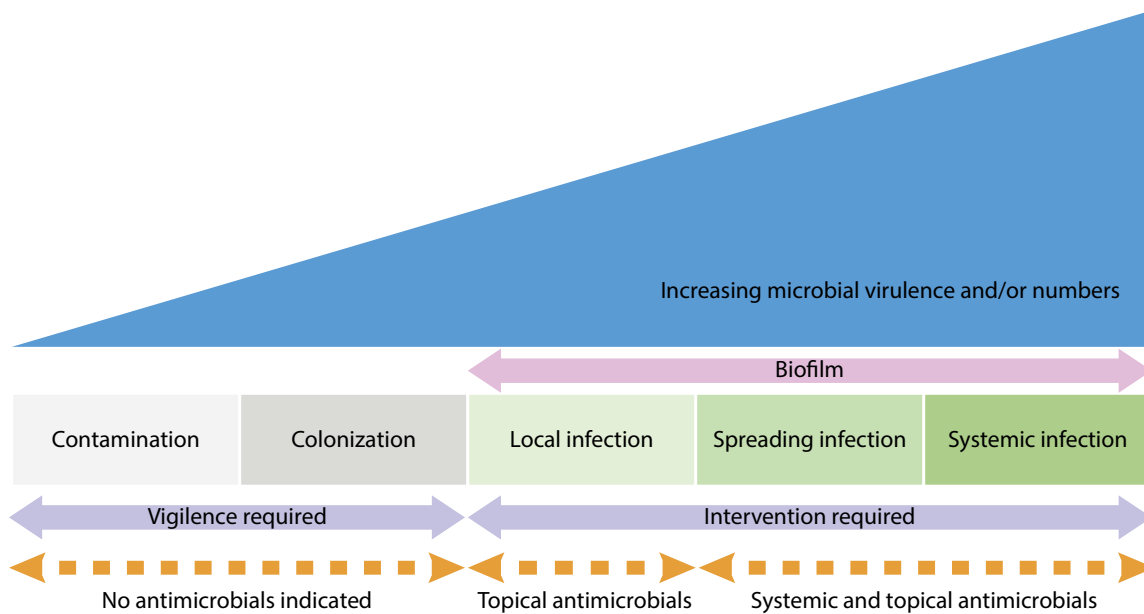 Increasing microbial virulence and/or numbers
Biofilm
Contamination
Colonization
Local infection
Spreading infection
Systemic infection
Vigilence required
Intervention required
No antimicrobials indicated
Topical antimicrobials
Systemic and topical antimicrobials